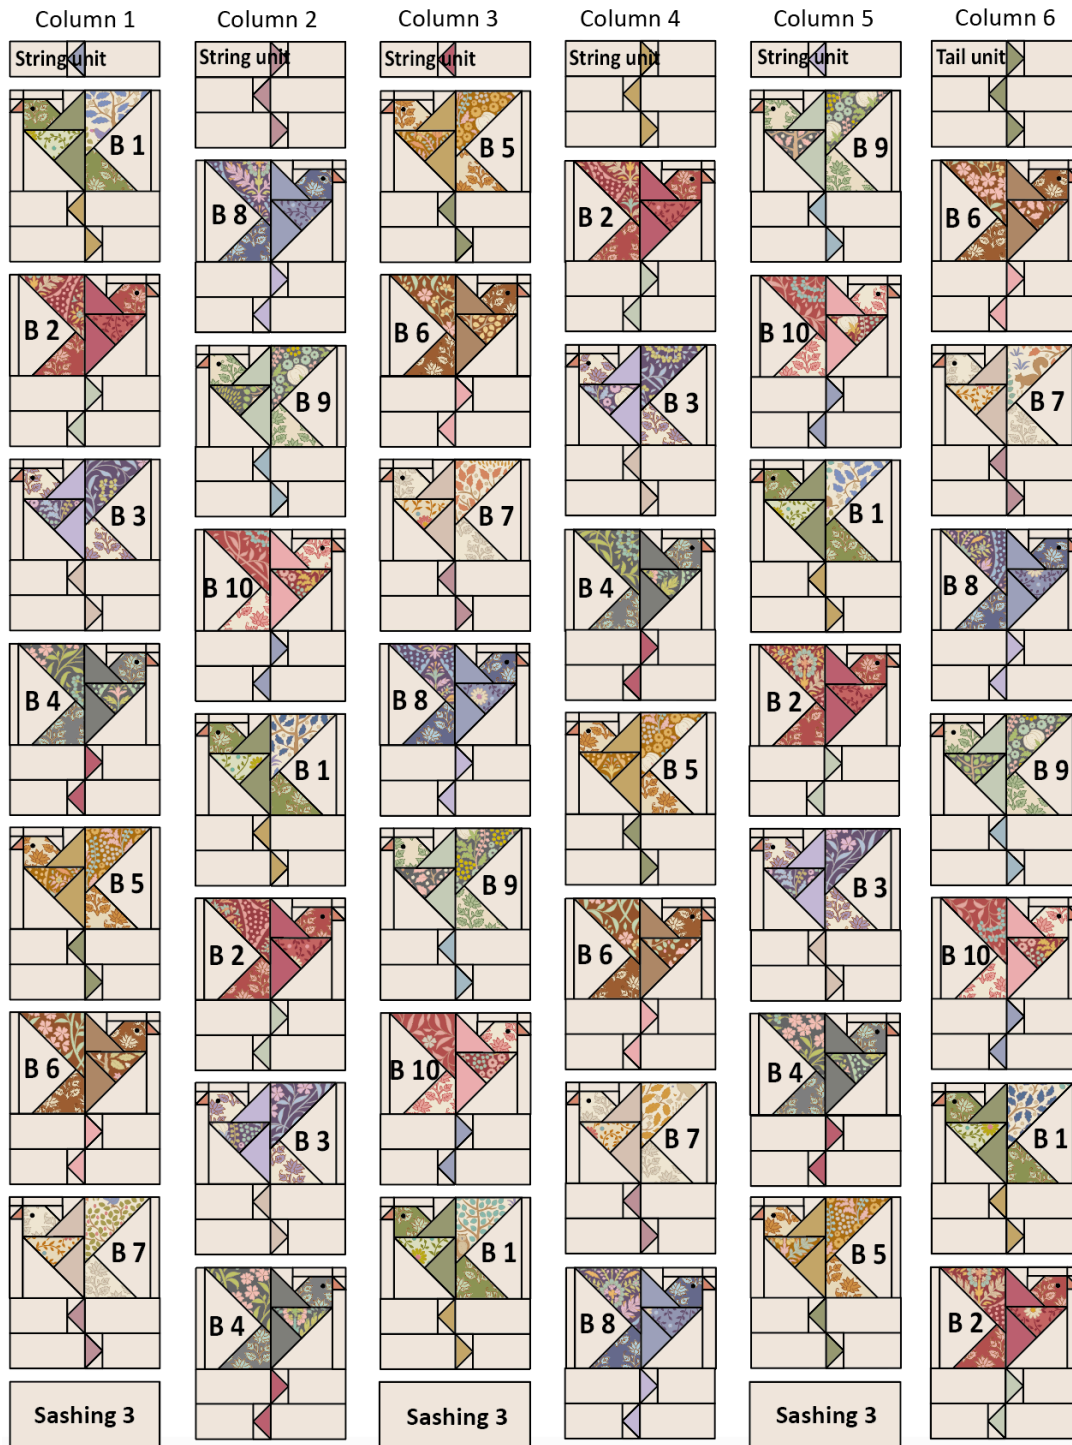 Column 1
Column 2
Column 3
Column 4
Column 5
Column 6
String unit
String unit
String unit
String unit
String unit
Tail unit
B 1
B 5
B 9
B 8
B 2
B 6
B 2
B 6
B 10
B 9
B 3
B 7
B 3
B 7
B 1
B 10
B 4
B 8
B 4
B 8
B 2
B 1
B 5
B 9
B 5
B 9
B 3
B 2
B 6
B 10
B 6
B 10
B 4
B 3
B 7
B 1
B 7
B 1
B 5
B 4
B 8
B 2
Sashing 3
Sashing 3
Sashing 3